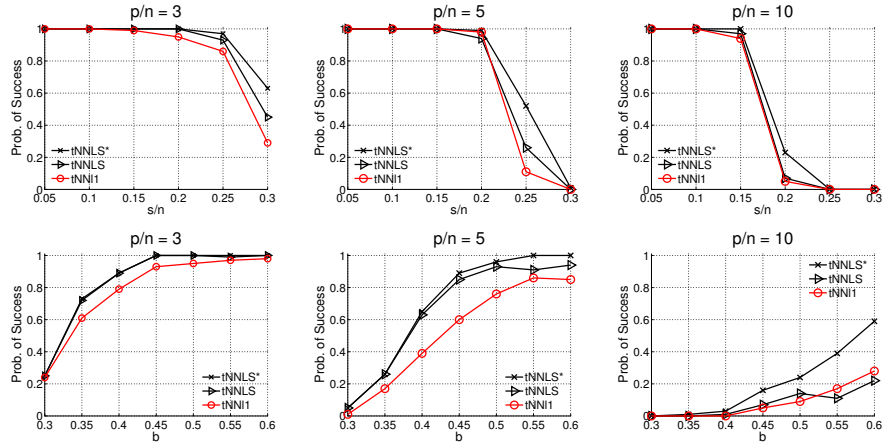 p/n = 3
Prob. of Success
1
0.8
0.6
0.4
0.2
0
tNNLS*
tNNLS
tNNl1
0.05 0.1 0.15 0.2 0.25 0.3
s/n
p/n = 5
Prob. of Success
1
0.8
0.6
0.4
0.2
0
tNNLS*
tNNLS
tNNl1
0.05 0.1 0.15 0.2 0.25 0.3
s/n
p/n = 10
Prob. of Success
1
0.8
0.6
0.4
0.2
0
tNNLS*
tNNLS
tNNl1
0.05 0.1 0.15 0.2 0.25 0.3
s/n
p/n = 3
Prob. of Success
1
0.8
0.6
0.4
0.2
0
tNNLS*
tNNLS
tNNl1
0.3 0.35 0.4 0.45 0.5 0.55 0.6
b
p/n = 5
Prob. of Success
1
0.8
0.6
0.4
0.2
0
tNNLS*
tNNLS
tNNl1
0.3 0.35 0.4 0.45 0.5 0.55 0.6
b
p/n = 10
Prob. of Success
1
0.8
0.6
0.4
0.2
0
tNNLS*
tNNLS
tNNl1
0.3 0.35 0.4 0.45 0.5 0.55 0.6
b